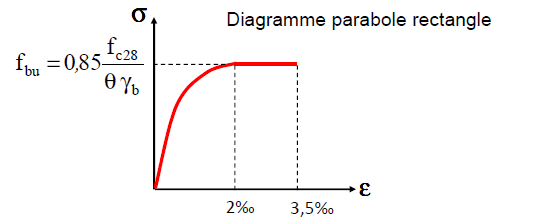 σ
Diagramme parabole rectangle
f_bu = 0,85 f_c28 / θ γ_b
ε
2‰ 3,5‰